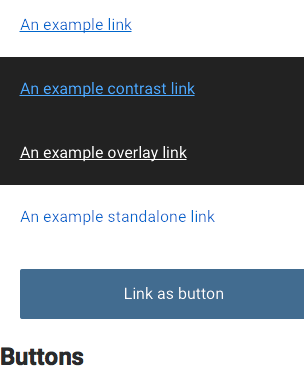 An example link
An example contrast link
An example overlay link
An example standalone link
Link as button
Buttons